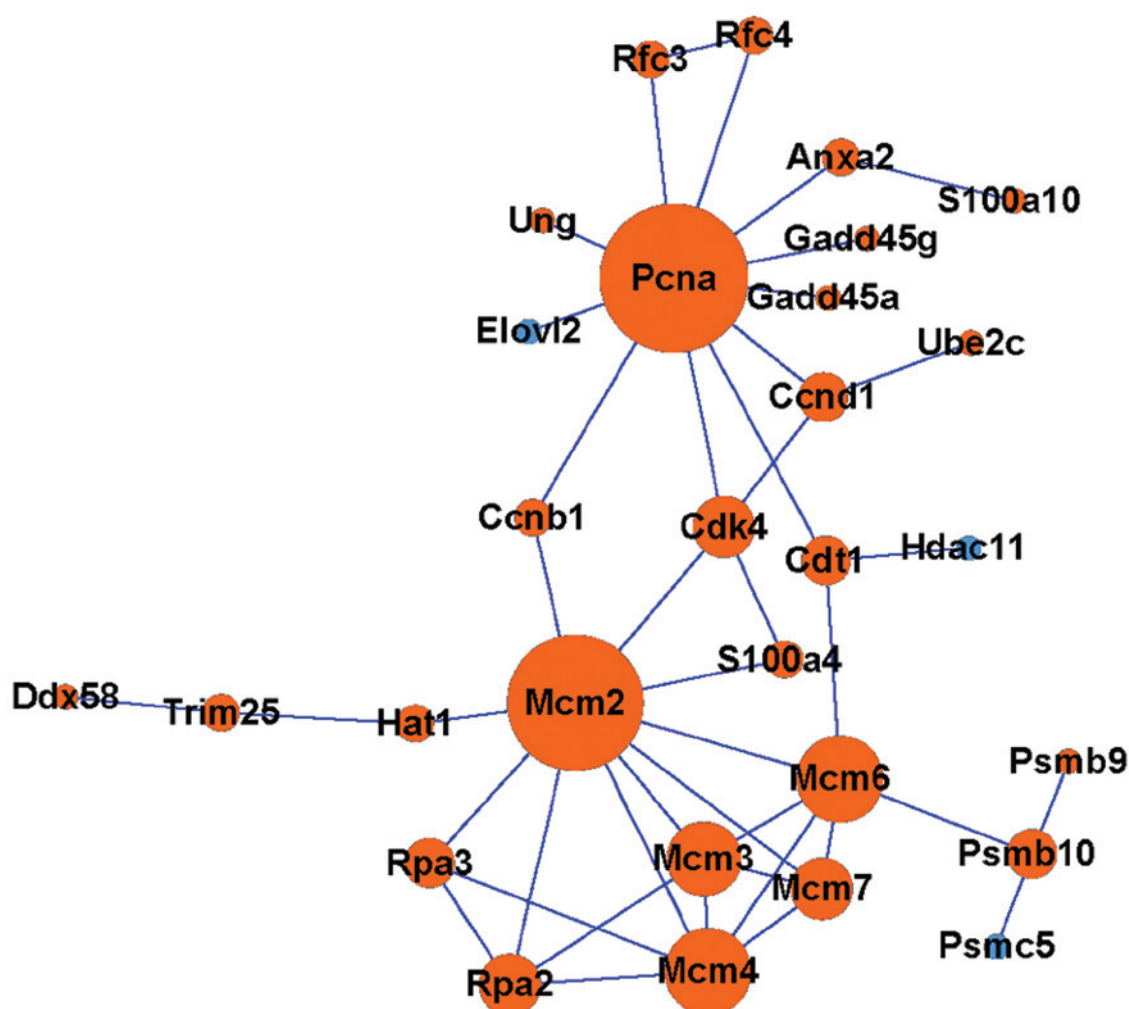 Rfc4
Rfc3
Anxa2
S100a10
Ung
Gadd45g
Pcna
Gadd45a
Elovl2
Ube2c
Ccnd1
Ccnb1
Cdk4
Hdac11
Cdt1
S100a4
Ddx58
Trim25
Hat1
Mcm2
Mcm6
Psmb9
Rpa3
Mcm3
Psmb10
Mcm7
Psmc5
Rpa2
Mcm4